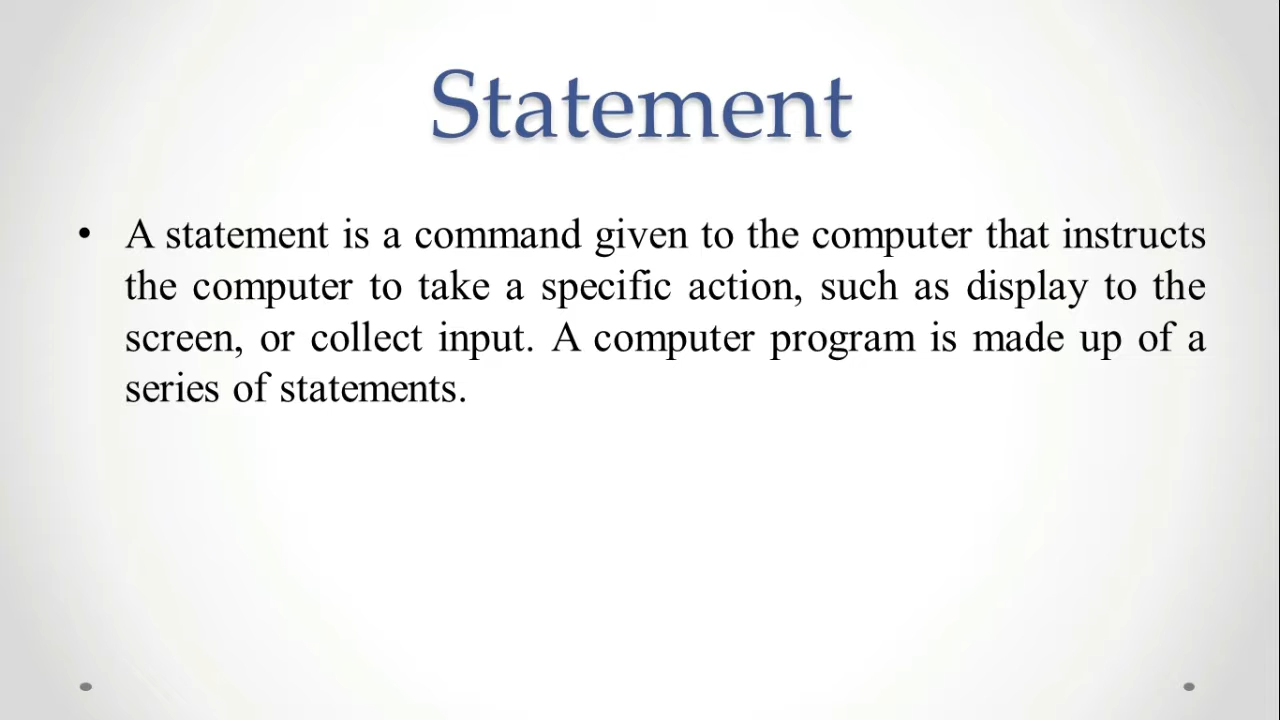 Statement
• A statement is a command given to the computer that instructs
the computer to take a specific action, such as display to the
screen, or collect input. A computer program is made up of a
series of statements.